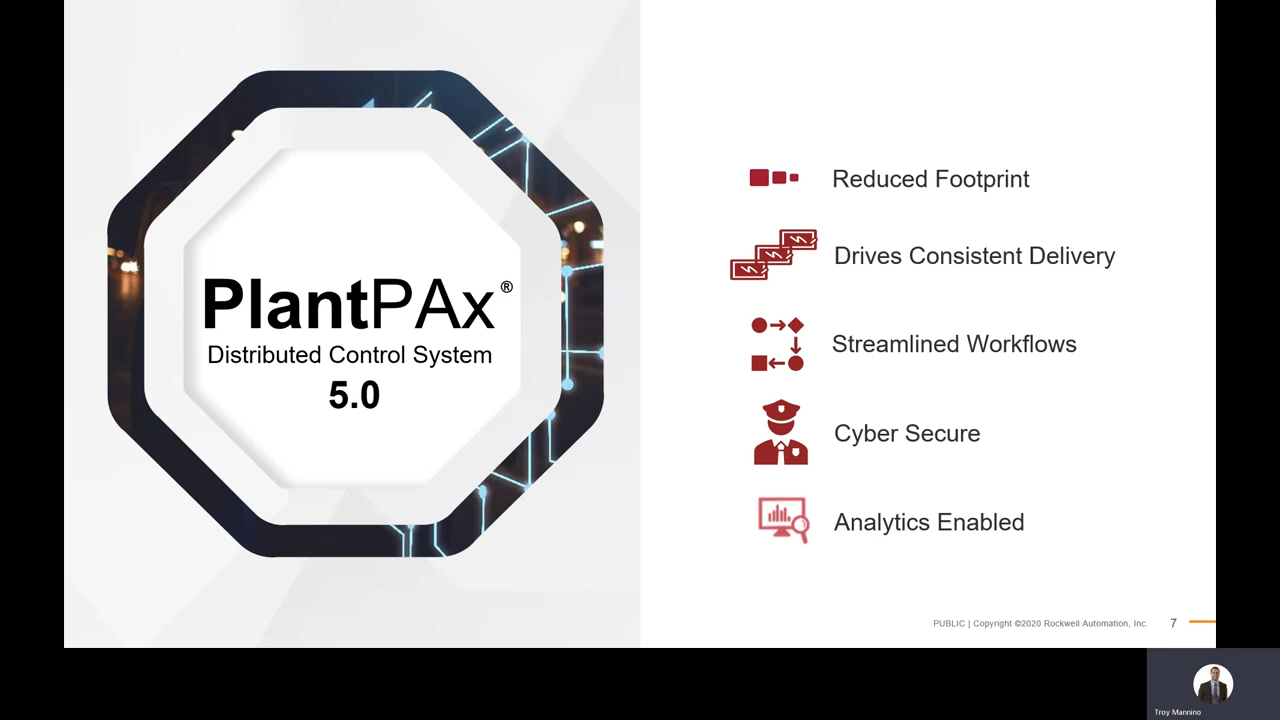 PlantPAx®
Distributed Control System
5.0
Reduced Footprint
Drives Consistent Delivery
Streamlined Workflows
Cyber Secure
Analytics Enabled
PUBLIC | Copyright ©2020 Rockwell Automation, Inc. 7
Troy Mannino